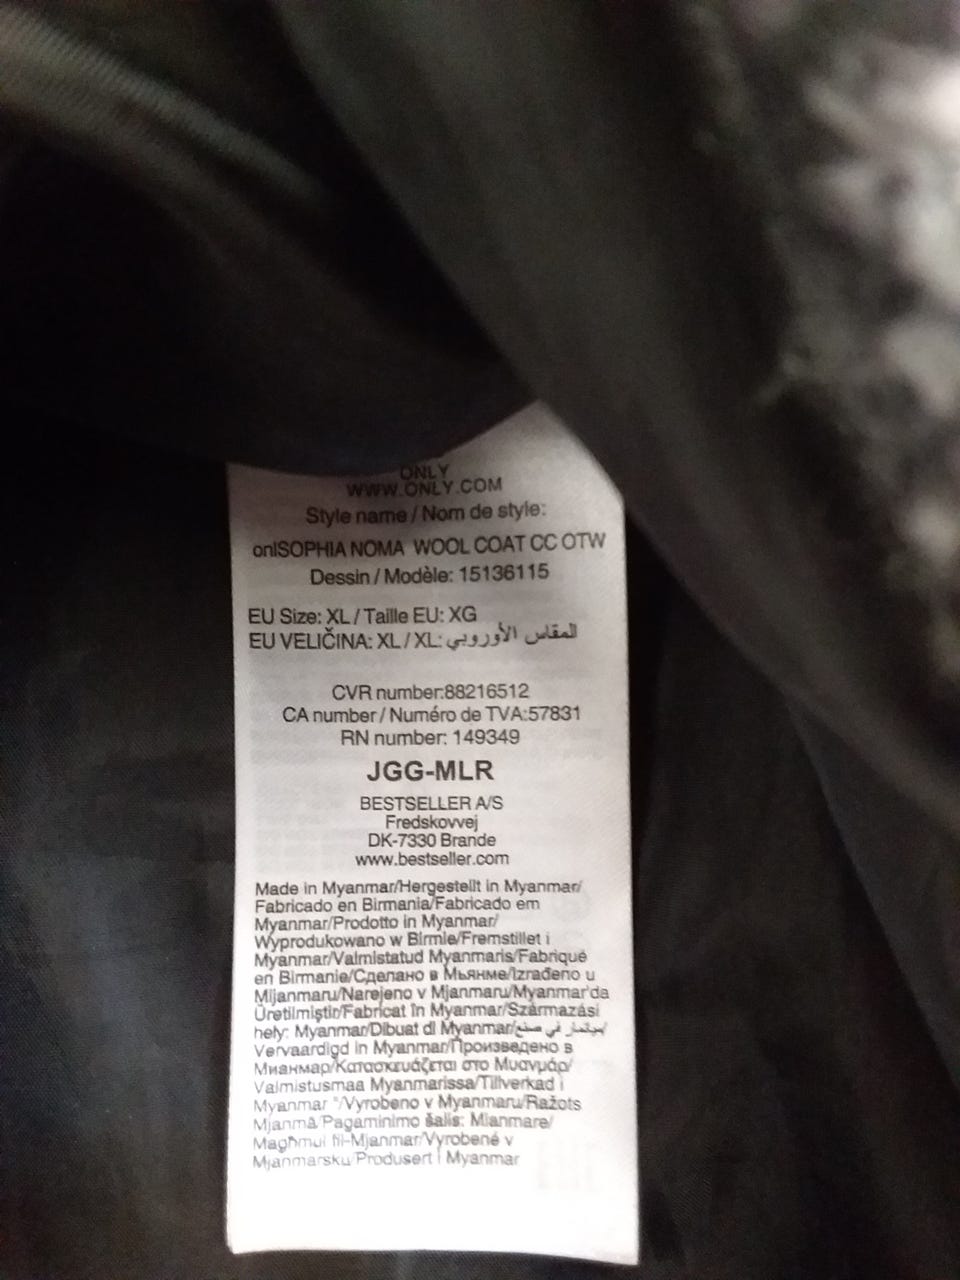 ONLY
WWW.ONLY.COM
Style name / Nom de style:
onlSOPHIA NOMA WOOL COAT CC OTW
Dessin / Modèle: 15136115
EU Size: XL / Taille EU: XG
EU VELIČINA: XL / XL: المقاس الأوروبي
CVR number:88216512
CA number / Numéro de TVA:57831
RN number: 149349
JGG-MLR
BESTSELLER A/S
Fredskovvej
DK-7330 Brande
www.bestseller.com
Made in Myanmar/Hergestellt in Myanmar/
Fabricado en Birmania/Fabricado em
Myanmar/Prodotto in Myanmar/
Wyprodukowano w Birmie/Fremstillet i
Myanmar/Valmistatud Myanmaris/Fabriqué
en Birmanie/Сделано в Мьянме/Izrađeno u
Mijanmaru/Narejeno v Mjanmaru/Myanmar'da
Üretilmiştir/Fabricat în Myanmar/Származási
hely: Myanmar/Dibuat di Myanmar/ميانمار في صنع/
Vervaardigd in Myanmar/Произведено в
Мианмар/Κατασκευάζεται στο Μυανμάρ/
Valmistusmaa Myanmarissa/Tillverkad i
Myanmar "/Vyrobeno v Myanmaru/Ražots
Mjanmā/Pagaminimo šalis: Mianmare/
Magħmul fil-Mjanmar/Vyrobené v
Mjanmarsku/Produsert i Myanmar